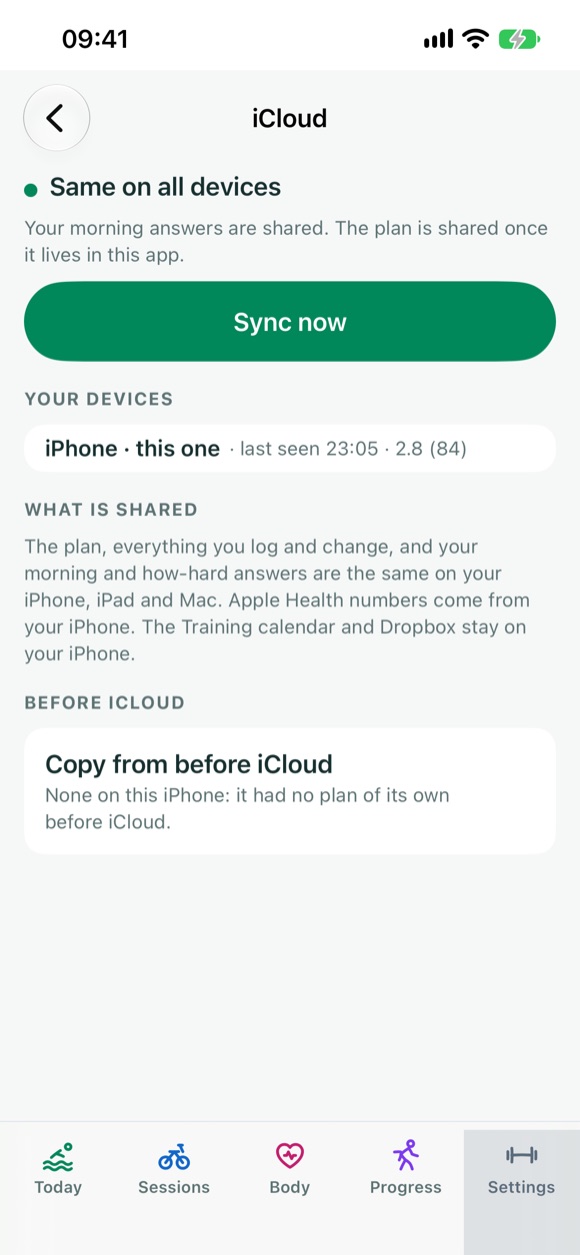 09:41
iCloud
Same on all devices
Your morning answers are shared. The plan is shared once
it lives in this app.
Sync now
YOUR DEVICES
iPhone · this one · last seen 23:05 · 2.8 (84)
WHAT IS SHARED
The plan, everything you log and change, and your
morning and how-hard answers are the same on your
iPhone, iPad and Mac. Apple Health numbers come from
your iPhone. The Training calendar and Dropbox stay on
your iPhone.
BEFORE ICLOUD
Copy from before iCloud
None on this iPhone: it had no plan of its own
before iCloud.
Today Sessions Body Progress Settings